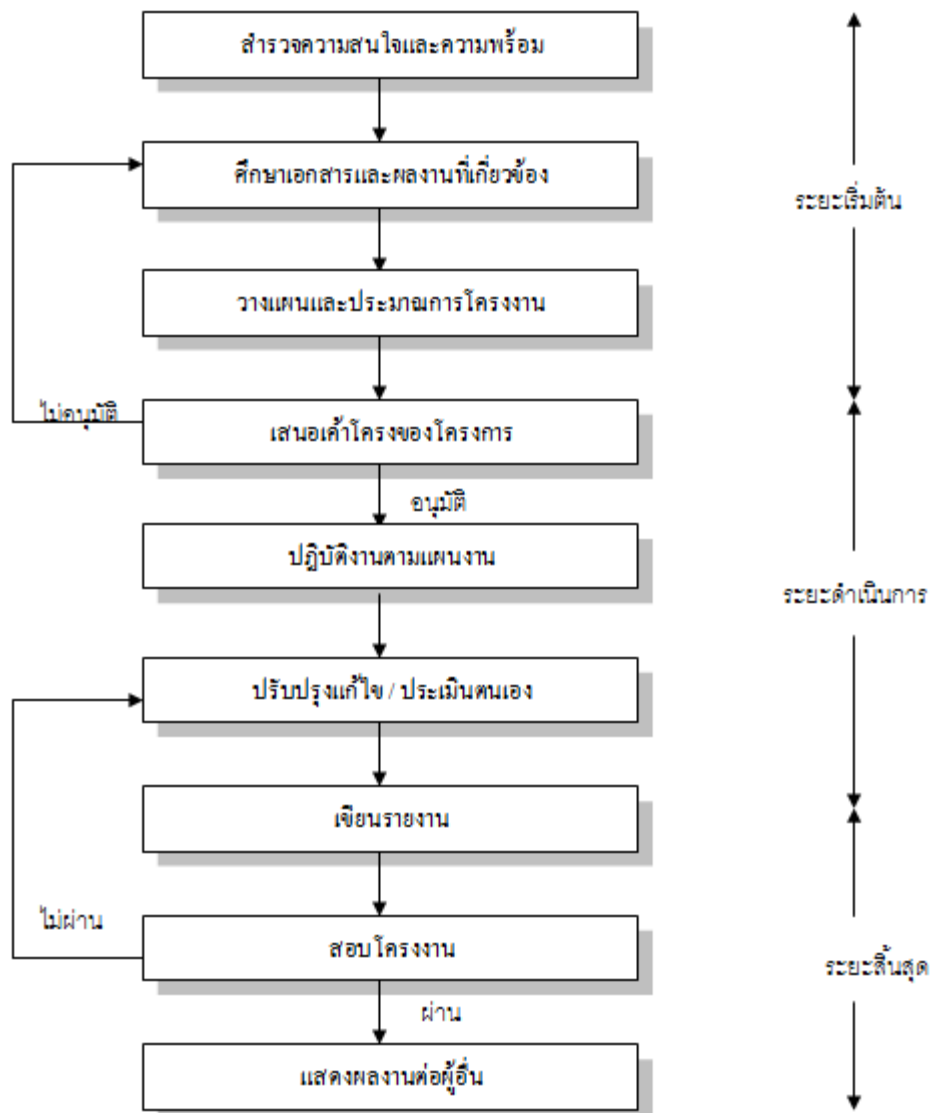 สำรวจความสนใจและความพร้อม
ศึกษาเอกสารและผลงานที่เกี่ยวข้อง
ระยะเริ่มต้น
วางแผนและประมาณการโครงงาน
ไม่อนุมัติ
เสนอเค้าโครงของโครงการ
อนุมัติ
ปฏิบัติงานตามแผนงาน
ระยะดำเนินการ
ปรับปรุงแก้ไข / ประเมินตนเอง
เขียนรายงาน
ไม่ผ่าน
สอบโครงงาน
ระยะสิ้นสุด
ผ่าน
แสดงผลงานต่อผู้อื่น